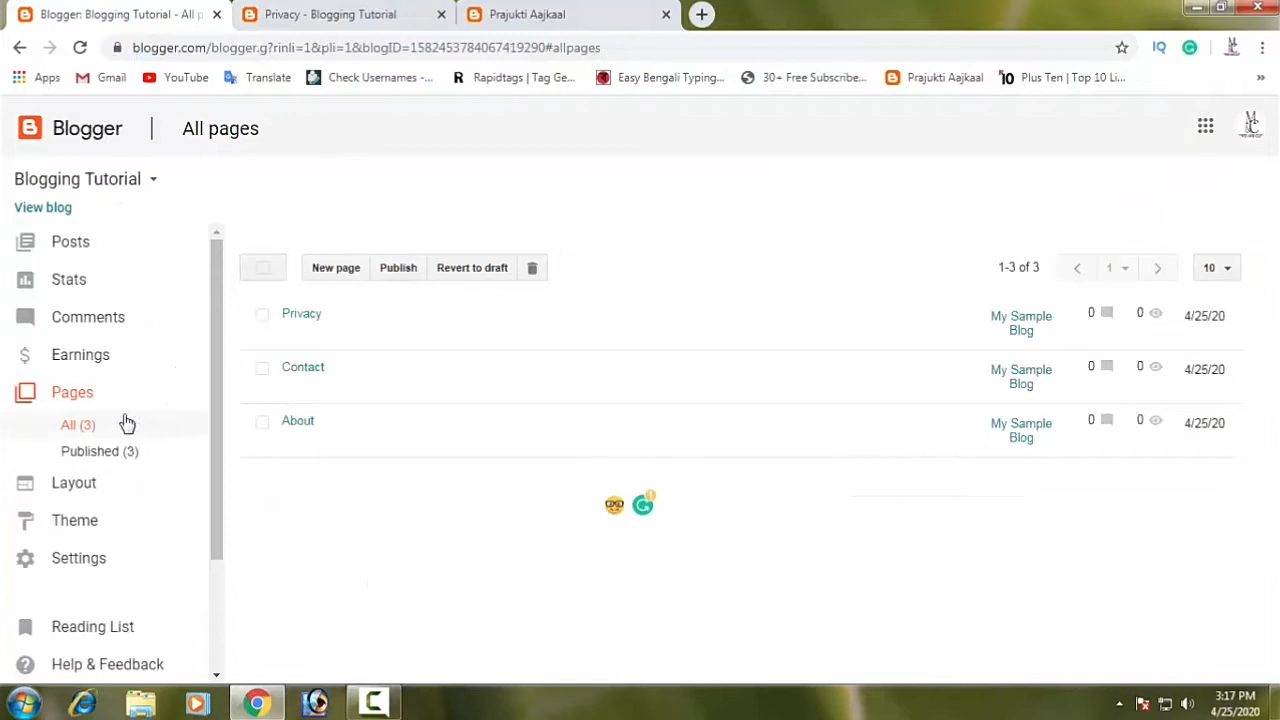 Blogger: Blogging Tutorial - All p
Privacy - Blogging Tutorial
Prajukti Aajkaal
blogger.com/blogger.g?rinli=1&pli=1&blogID=1582453784067419290#allpages
IQ
Apps
Gmail
YouTube
Translate
Check Usernames -...
R Rapidtags | Tag Ge...
Easy Bengali Typing...
30+ Free Subscribe...
Prajukti Aajkaal
10 Plus Ten | Top 10 Li...
»
Blogger | All pages
Blogging Tutorial
View blog
Posts
Stats
Comments
Earnings
Pages
All (3)
Published (3)
Layout
Theme
Settings
Reading List
Help & Feedback
New page
Publish
Revert to draft
1-3 of 3
1
10
Privacy
My Sample
Blog
0
0
4/25/20
Contact
My Sample
Blog
0
0
4/25/20
About
My Sample
Blog
0
0
4/25/20
3:17 PM
4/25/2020